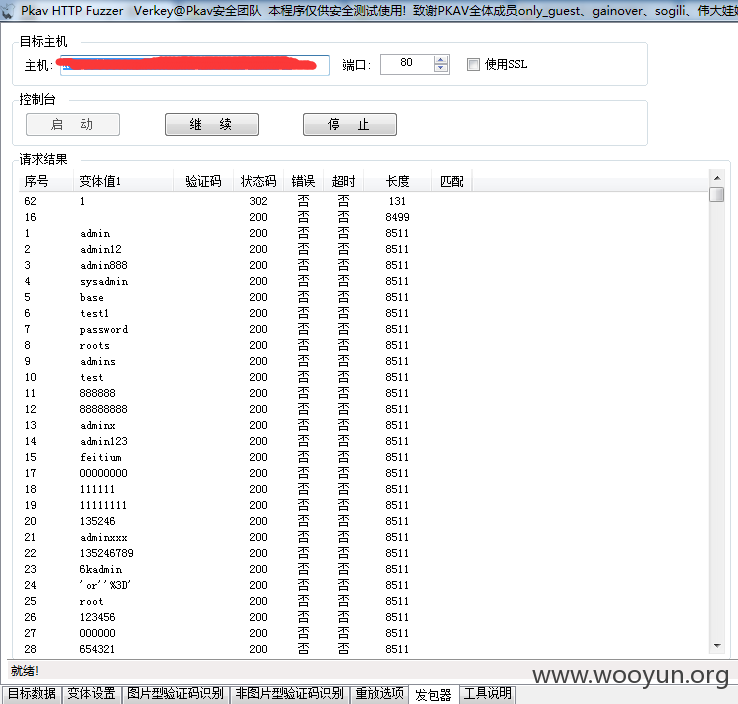 Pkav HTTP Fuzzer Verkey@Pkav安全团队 本程序仅供安全测试使用! 致谢PKAV全体成员only_guest、gainover、sogili、伟大娃娃
目标主机
主机: 端口: 80 使用SSL
控制台
启 动 继 续 停 止
请求结果
序号 变体值1 验证码 状态码 错误 超时 长度 匹配
62 1 302 否 否 131
16 200 否 否 8499
1 admin 200 否 否 8511
2 admin12 200 否 否 8511
3 admin888 200 否 否 8511
4 sysadmin 200 否 否 8511
5 base 200 否 否 8511
6 test1 200 否 否 8511
7 password 200 否 否 8511
8 roots 200 否 否 8511
9 admins 200 否 否 8511
10 test 200 否 否 8511
11 888888 200 否 否 8511
12 88888888 200 否 否 8511
13 adminx 200 否 否 8511
14 admin123 200 否 否 8511
15 feitium 200 否 否 8511
17 00000000 200 否 否 8511
18 111111 200 否 否 8511
19 11111111 200 否 否 8511
20 135246 200 否 否 8511
21 adminxxx 200 否 否 8511
22 135246789 200 否 否 8511
23 6kadmin 200 否 否 8511
24 'or''%3D' 200 否 否 8511
25 root 200 否 否 8511
26 123456 200 否 否 8511
27 000000 200 否 否 8511
28 654321 200 否 否 8511
就绪!
www.wooyun.org
目标数据 变体设置 图片型验证码识别 非图片型验证码识别 重放选项 发包器 工具说明